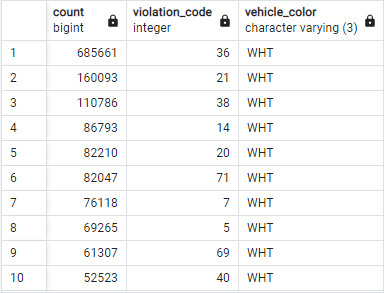 count violation_code vehicle_color
bigint integer character varying (3)
1 685661 36 WHT
2 160093 21 WHT
3 110786 38 WHT
4 86793 14 WHT
5 82210 20 WHT
6 82047 71 WHT
7 76118 7 WHT
8 69265 5 WHT
9 61307 69 WHT
10 52523 40 WHT